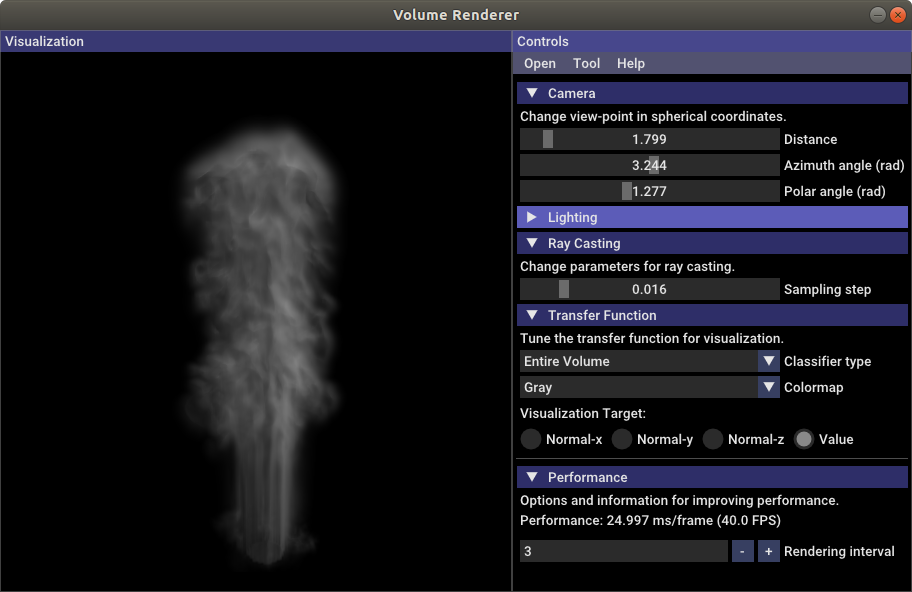 Volume Renderer
Visualization
Controls
Open Tool Help
Camera
Change view-point in spherical coordinates.
1.799 Distance
3.244 Azimuth angle (rad)
1.277 Polar angle (rad)
Lighting
Ray Casting
Change parameters for ray casting.
0.016 Sampling step
Transfer Function
Tune the transfer function for visualization.
Entire Volume Classifier type
Gray Colormap
Visualization Target:
Normal-x Normal-y Normal-z Value
Performance
Options and information for improving performance.
Performance: 24.997 ms/frame (40.0 FPS)
3 - + Rendering interval